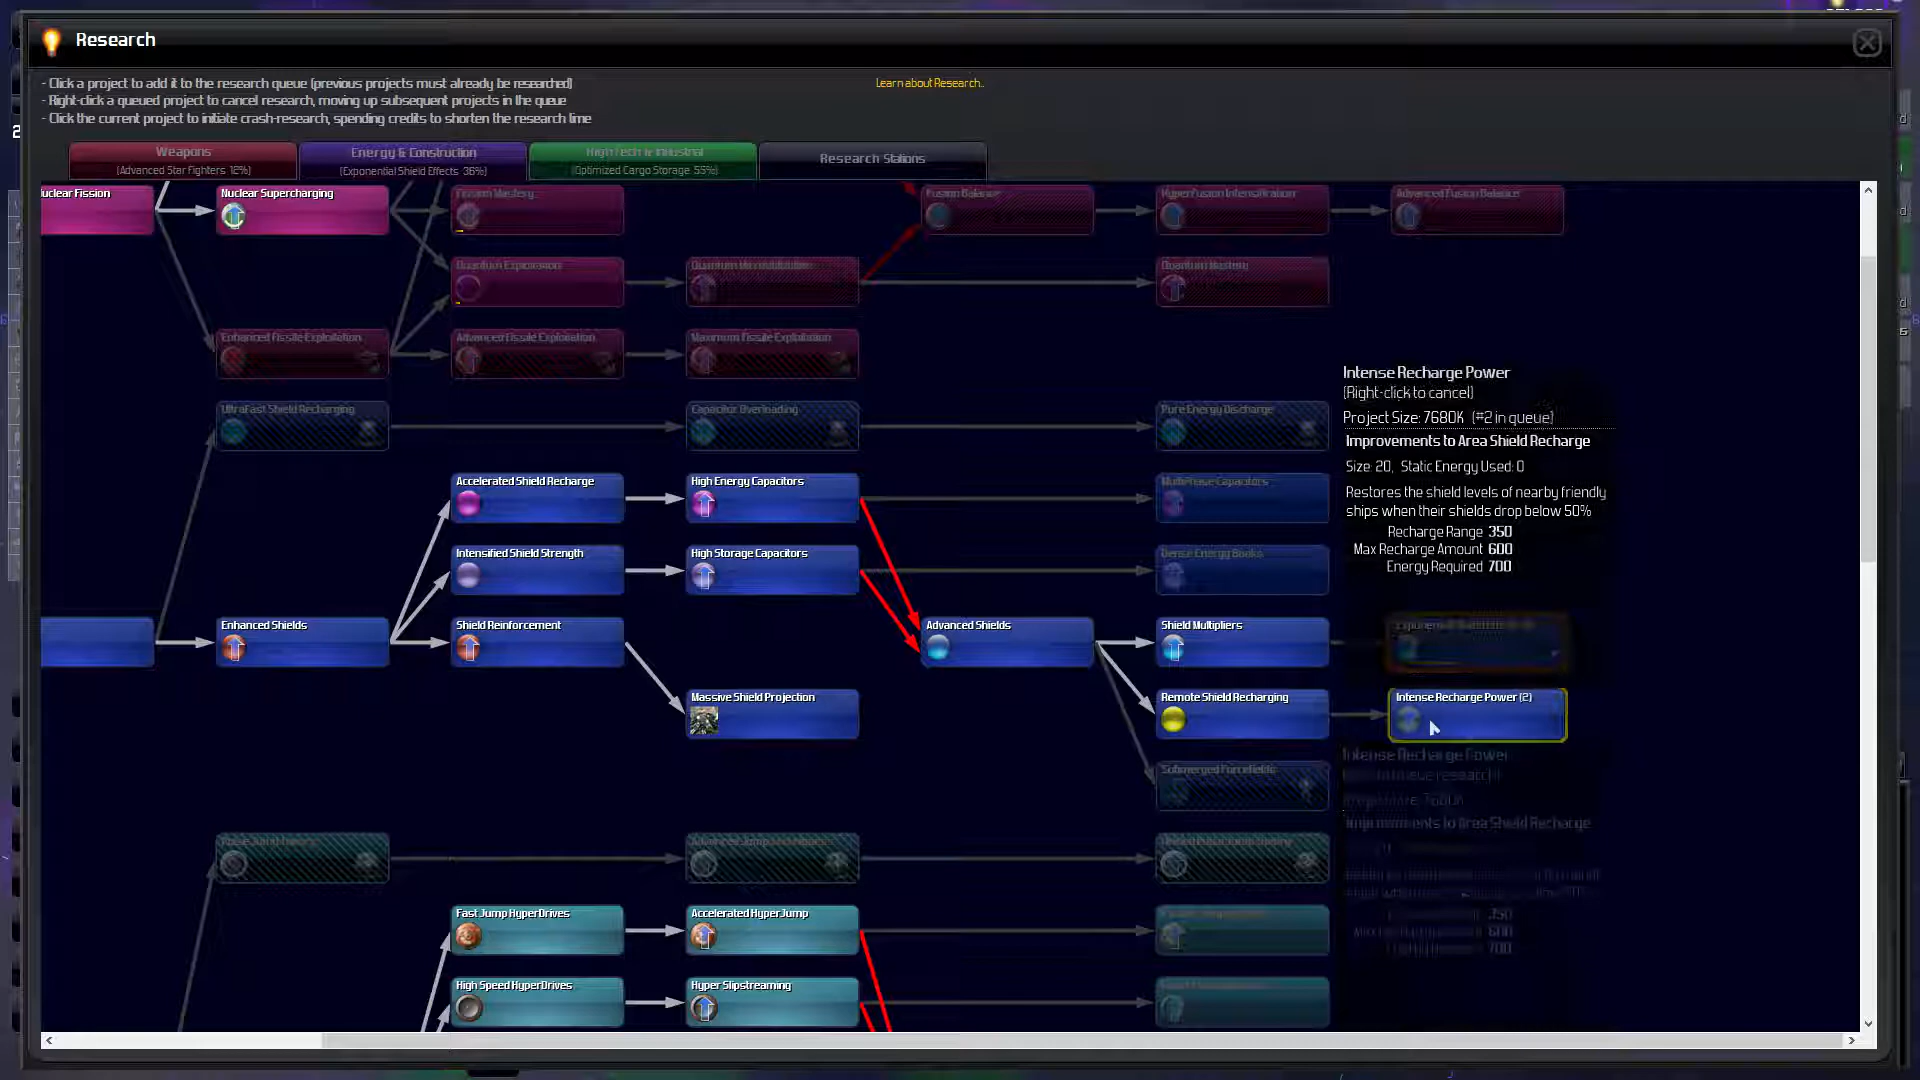 Research
- Click a project to add it to the research queue (previous projects must already be researched)
- Right-click a queued project to cancel research, moving up subsequent projects in the queue
- Click the current project to initiate crash-research, spending credits to shorten the research time
Learn about Research..
Weapons
(Advanced Star Fighters 12%)
Energy & Construction
(Exponential Shield Effects 36%)
High Tech & Industrial
(Optimized Cargo Storage 55%)
Research Stations
Nuclear Fission
Nuclear Supercharging
Fission Mastery
Fusion Balance
HyperFusion Intensification
Advanced Fusion Balance
Quantum Mastery
Enhanced Fissile Exploitation
Advanced Fissile Exploitation
Maximum Fissile Exploitation
UltraFast Shield Recharging
Capacitor Overloading
Pure Energy Discharge
Accelerated Shield Recharge
High Energy Capacitors
MultiPhase Capacitors
Intensified Shield Strength
High Storage Capacitors
Dense Energy Banks
Enhanced Shields
Shield Reinforcement
Advanced Shields
Shield Multipliers
Massive Shield Projection
Remote Shield Recharging
Intense Recharge Power (2)
Submerged Forcefields
Fast Jump HyperDrives
Accelerated HyperJump
High Speed HyperDrives
Hyper Slipstreaming
Intense Recharge Power
(Right-click to cancel)
Project Size: 7680K (#2 in queue)
Improvements to Area Shield Recharge
Size: 20, Static Energy Used: 0
Restores the shield levels of nearby friendly
ships when their shields drop below 50%
Recharge Range 350
Max Recharge Amount 600
Energy Required 700
Intense Recharge Power
Improvements to Area Shield Recharge